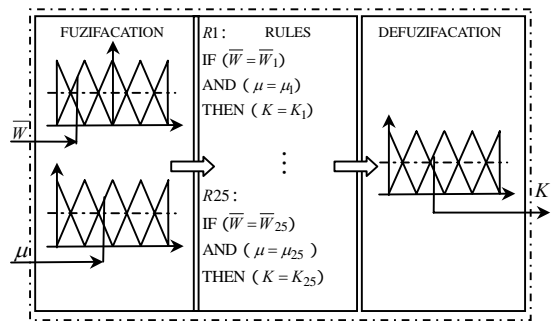 FUZIFACATION
W̅
μ
R1: RULES
IF (W̅ = W̅1)
AND ( μ = μ1)
THEN ( K = K1)
⋮
R25:
IF ( W̅ = W̅25)
AND ( μ = μ25 )
THEN ( K = K25)
DEFUZIFACATION
K